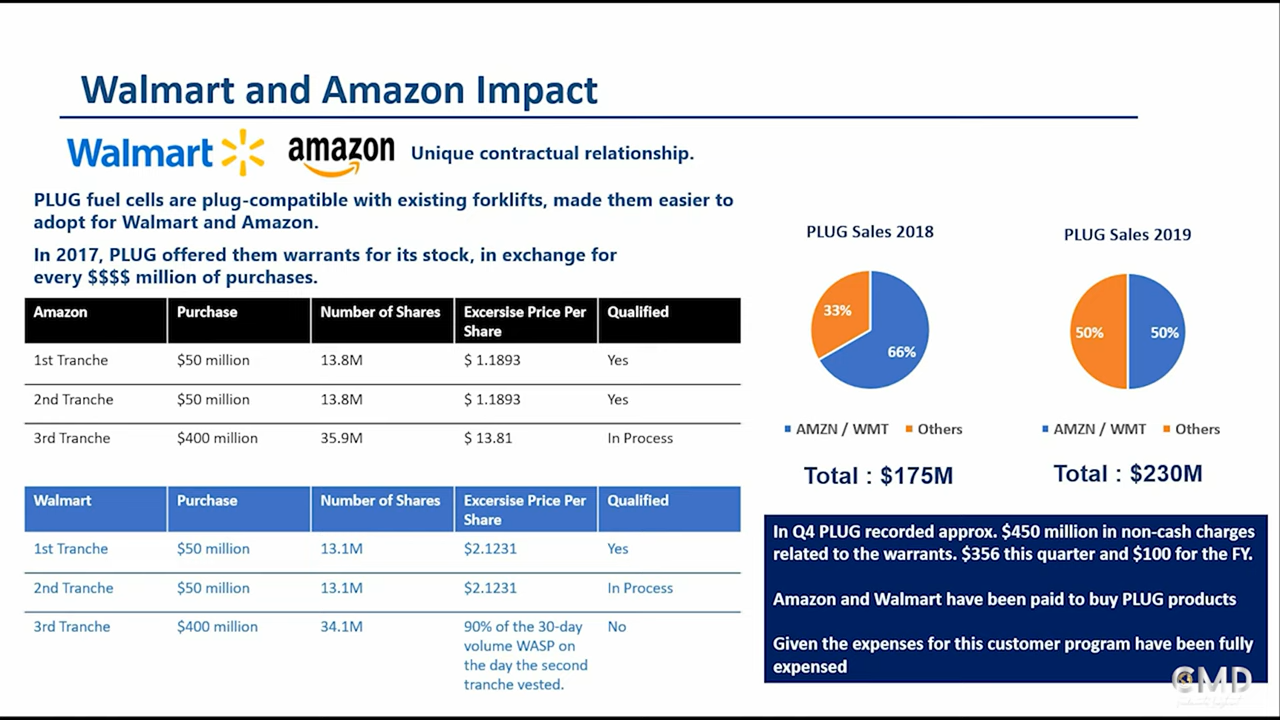 Walmart and Amazon Impact
Walmart
amazon
Unique contractual relationship.
PLUG fuel cells are plug-compatible with existing forklifts, made them easier to
adopt for Walmart and Amazon.
In 2017, PLUG offered them warrants for its stock, in exchange for
every $$$$ million of purchases.
Amazon Purchase Number of Shares Excersise Price Per Qualified
Share
1st Tranche $50 million 13.8M $ 1.1893 Yes
2nd Tranche $50 million 13.8M $ 1.1893 Yes
3rd Tranche $400 million 35.9M $ 13.81 In Process
Walmart Purchase Number of Shares Excersise Price Per Qualified
Share
1st Tranche $50 million 13.1M $2.1231 Yes
2nd Tranche $50 million 13.1M $2.1231 In Process
3rd Tranche $400 million 34.1M 90% of the 30-day No
volume WASP on
the day the second
tranche vested.
PLUG Sales 2018
33%
66%
AMZN / WMT Others
Total : $175M
PLUG Sales 2019
50% 50%
AMZN / WMT Others
Total : $230M
In Q4 PLUG recorded approx. $450 million in non-cash charges
related to the warrants. $356 this quarter and $100 for the FY.
Amazon and Walmart have been paid to buy PLUG products
Given the expenses for this customer program have been fully
expensed
CMD